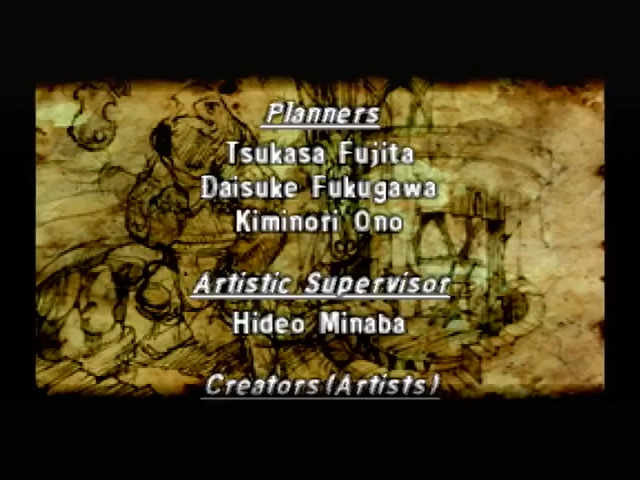 Planners
Tsukasa Fujita
Daisuke Fukugawa
Kiminori Ono
Artistic Supervisor
Hideo Minaba
Creators(Artists)